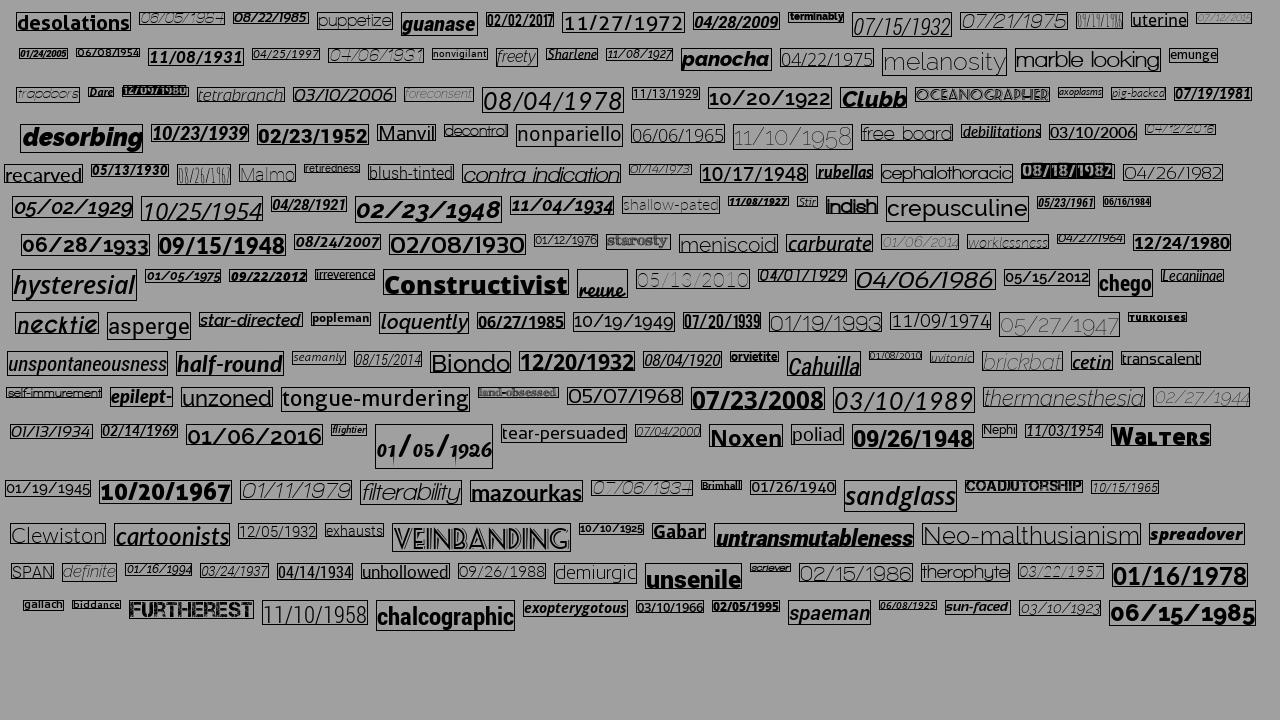 desolations 06/05/1984 08/22/1985 puppetize guanase 02/02/2017 11/27/1972 04/28/2009 terminably 07/15/1932 07/21/1975 09/19/1916 uterine 07/12/2015
01/24/2005 06/08/1954 11/08/1931 04/25/1997 04/06/1931 nonvigilant freety Sharlene 11/08/1927 panocha 04/22/1975 melanosity marble looking emunge
trapdoors Dare 12/09/1980 tetrabranch 03/10/2006 foreconsent 08/04/1978 11/13/1929 10/20/1922 Clubb OCEANOGRAPHER axoplasms pig-backed 07/19/1981
desorbing 10/23/1939 02/23/1952 Manvil decontrol nonpariello 06/06/1965 11/10/1958 free board debilitations 03/10/2006 04/12/2018
recarved 05/13/1930 08/26/1967 Malmo retiredness blush-tinted contra indication 01/14/1973 10/17/1948 rubellas cephalothoracic 08/18/1982 04/26/1982
05/02/1929 10/25/1954 04/28/1921 02/23/1948 11/04/1934 shallow-pated 11/08/1927 Stir indish crepusculine 05/23/1961 06/16/1984
06/28/1933 09/15/1948 08/24/2007 02/08/1930 01/12/1976 starosty meniscoid carburate 01/06/2014 worklessness 04/27/1964 12/24/1980
hysteresial 01/05/1975 09/22/2012 irreverence Constructivist reune 05/13/2010 04/01/1929 04/06/1986 05/15/2012 chego Lecaniinae
necktie asperge star-directed popleman loquently 06/27/1985 10/19/1949 07/20/1939 01/19/1993 11/09/1974 05/27/1947 TURKOISES
unspontaneousness half-round seamanly 08/15/2014 Biondo 12/20/1932 08/04/1920 orvietite Cahuilla 01/08/2010 uvitonic brickbat cetin transcalent
self-immurement epilept- unzoned tongue-murdering land-obsessed 05/07/1968 07/23/2008 03/10/1989 thermanesthesia 02/27/1944
01/13/1934 02/14/1969 01/06/2016 flightier 01/05/1926 tear-persuaded 07/04/2000 Noxen poliad 09/26/1948 Nephi 11/03/1954 WALTERS
01/19/1945 10/20/1967 01/11/1979 filterability mazourkas 07/06/1934 Brimhall 01/26/1940 sandglass COADJUTORSHIP 10/15/1965
Clewiston cartoonists 12/05/1932 exhausts VEINBANDING 10/10/1925 Gabar untransmutableness Neo-malthusianism spreadover
SPAN definite 01/16/1994 03/24/1937 04/14/1934 unhollowed 09/26/1988 demiurgic unsenile scriever 02/15/1986 therophyte 03/22/1957 01/16/1978
gallach biddance FURTHEREST 11/10/1958 chalcographic exopterygotous 03/10/1966 02/05/1995 spaeman 06/08/1925 sun-faced 03/10/1923 06/15/1985